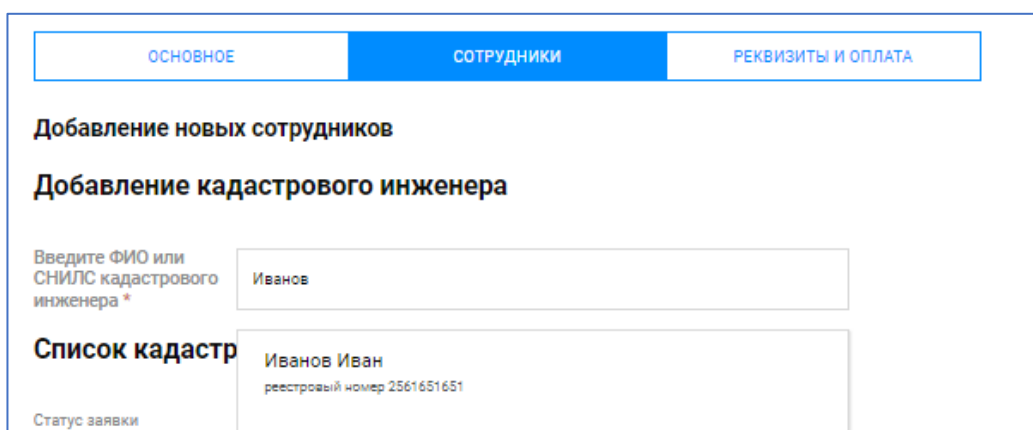 ОСНОВНОЕ СОТРУДНИКИ РЕКВИЗИТЫ И ОПЛАТА
Добавление новых сотрудников
Добавление кадастрового инженера
Введите ФИО или
СНИЛС кадастрового
инженера *
Иванов
Список кадастр
Иванов Иван
реестровый номер 2561651651
Статус заявки